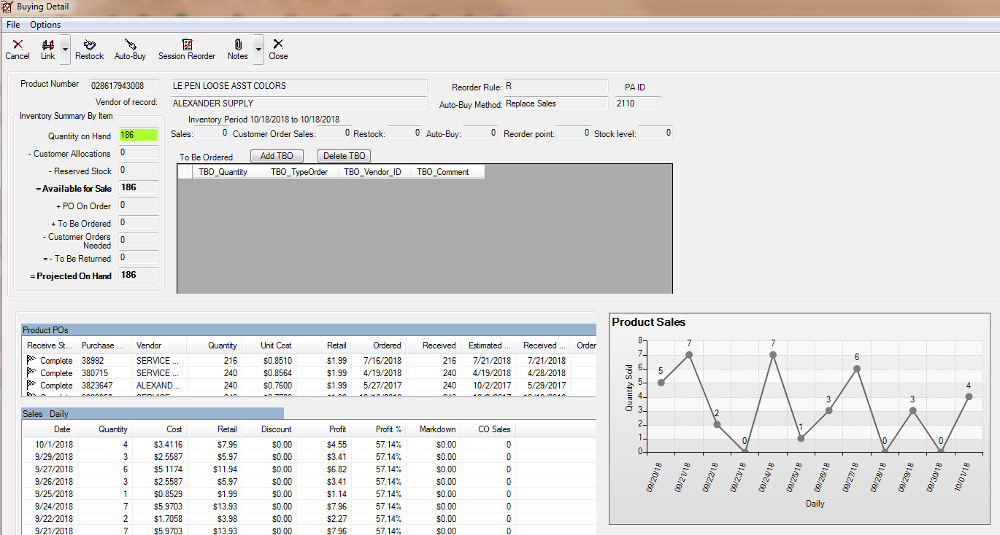 Buying Detail
File Options
Cancel Link Restock Auto-Buy Session Reorder Notes Close
Product Number 028617943008 LE PEN LOOSE ASST COLORS Reorder Rule: R PA ID
Vendor of record: ALEXANDER SUPPLY Auto-Buy Method: Replace Sales 2110
Inventory Summary By Item
Inventory Period 10/18/2018 to 10/18/2018
Sales: 0 Customer Order Sales: 0 Restock: 0 Auto-Buy: 0 Reorder point: 0 Stock level: 0
Quantity on Hand 186
- Customer Allocations 0
- Reserved Stock 0
= Available for Sale 186
+ PO On Order 0
+ To Be Ordered 0
- Customer Orders Needed 0
= - To Be Returned 0
= Projected On Hand 186
To Be Ordered Add TBO Delete TBO
TBO_Quantity TBO_TypeOrder TBO_Vendor_ID TBO_Comment
Product POs
Receive St... Purchase ... Vendor Quantity Unit Cost Retail Ordered Received Estimated ... Received ... Order
Complete 38992 SERVICE ... 216 $0.8510 $1.99 7/16/2018 216 7/21/2018 7/21/2018
Complete 380715 SERVICE ... 240 $0.8564 $1.99 4/19/2018 240 4/19/2018 4/28/2018
Complete 3823647 ALEXAND... 240 $0.7600 $1.99 5/27/2017 240 10/2/2017 5/29/2017
Sales Daily
Date Quantity Cost Retail Discount Profit Profit % Markdown CO Sales
10/1/2018 4 $3.4116 $7.96 $0.00 $4.55 57.14% $0.00 0
9/29/2018 3 $2.5587 $5.97 $0.00 $3.41 57.14% $0.00 0
9/27/2018 6 $5.1174 $11.94 $0.00 $6.82 57.14% $0.00 0
9/26/2018 3 $2.5587 $5.97 $0.00 $3.41 57.14% $0.00 0
9/25/2018 1 $0.8529 $1.99 $0.00 $1.14 57.14% $0.00 0
9/24/2018 7 $5.9703 $13.93 $0.00 $7.96 57.14% $0.00 0
9/22/2018 2 $1.7058 $3.98 $0.00 $2.27 57.14% $0.00 0
9/21/2018 7 $5.9703 $13.93 $0.00 $7.96 57.14% $0.00 0
Product Sales
Quantity Sold
8
7
6
5
4
3
2
1
0
5 7 2 0 7 1 3 6 0 3 0 4
09/20/18 09/21/18 09/22/18 09/23/18 09/24/18 09/25/18 09/26/18 09/27/18 09/28/18 09/29/18 09/30/18 10/01/18
Daily